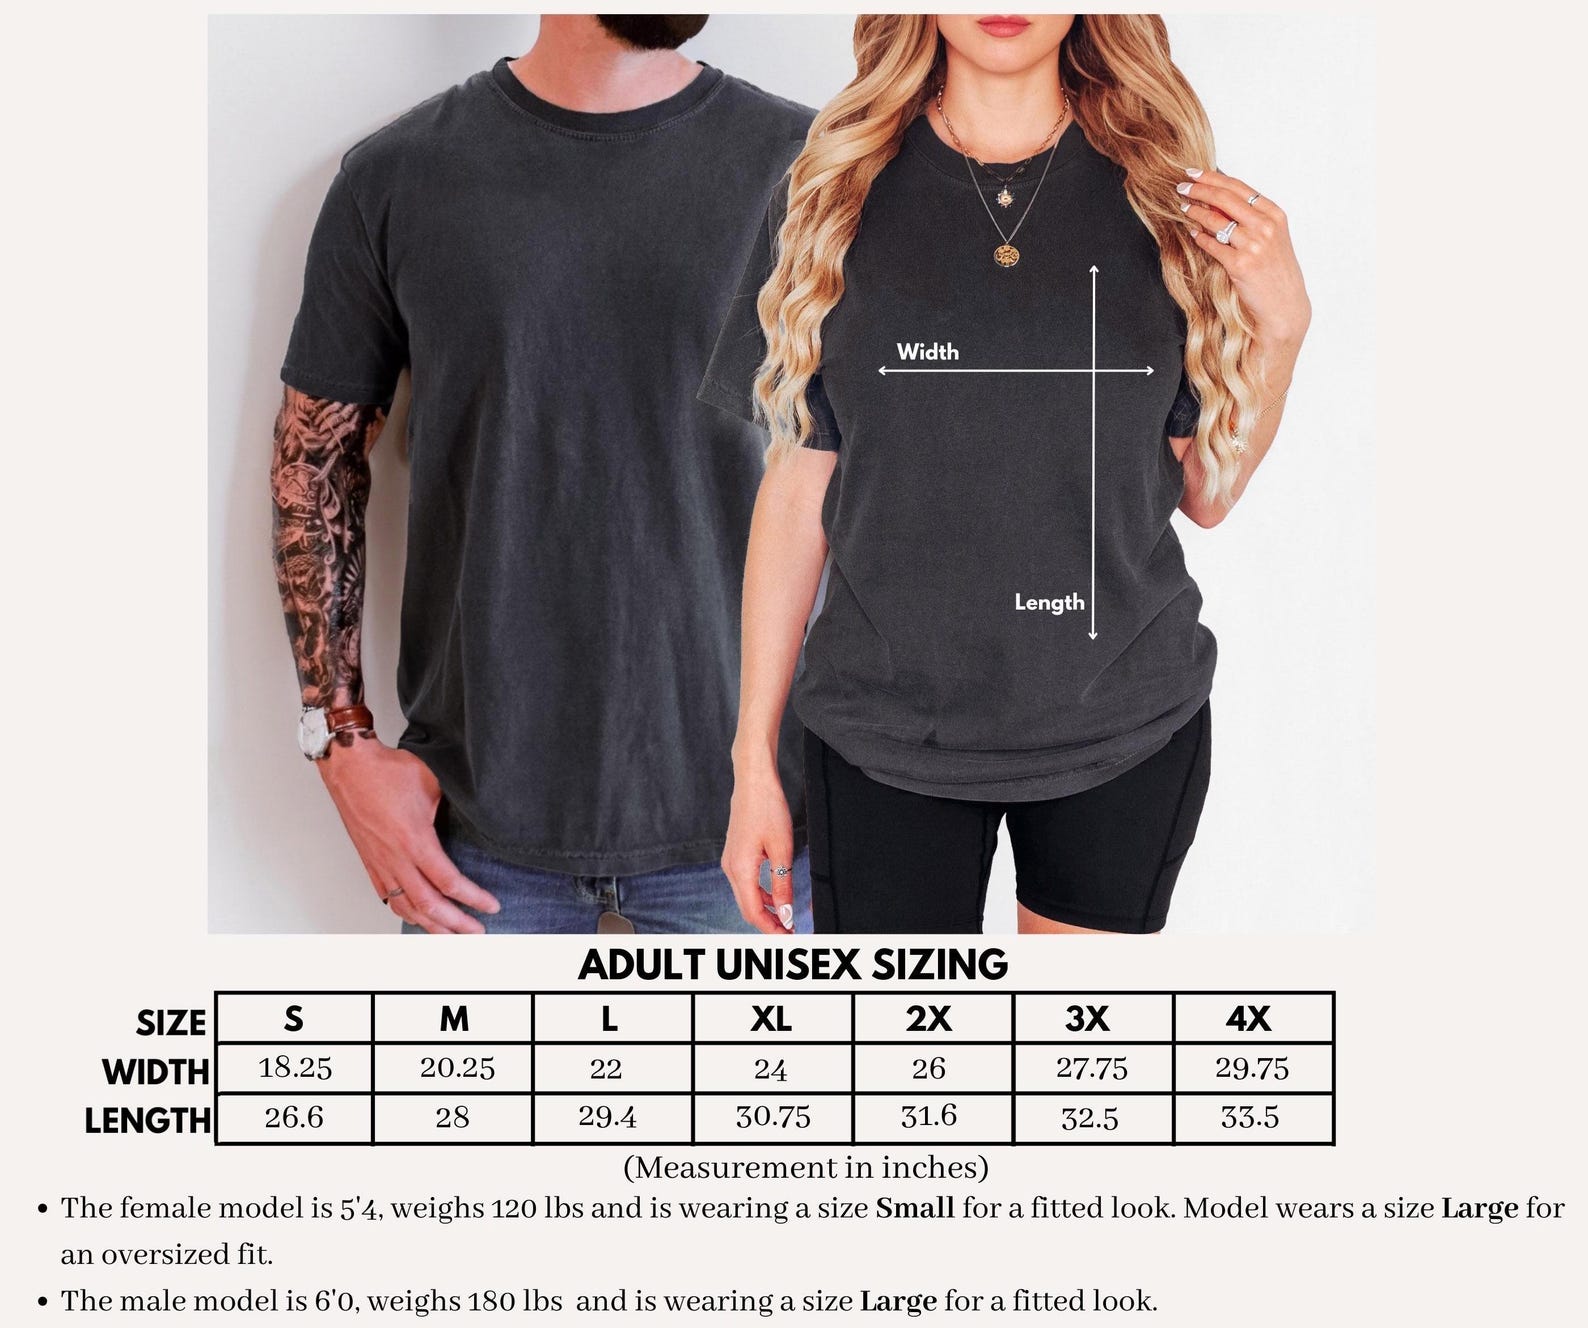 Width
Length
ADULT UNISEX SIZING
SIZE S M L XL 2X 3X 4X
WIDTH 18.25 20.25 22 24 26 27.75 29.75
LENGTH 26.6 28 29.4 30.75 31.6 32.5 33.5
(Measurement in inches)
• The female model is 5'4, weighs 120 lbs and is wearing a size Small for a fitted look. Model wears a size Large for
an oversized fit.
• The male model is 6'0, weighs 180 lbs and is wearing a size Large for a fitted look.